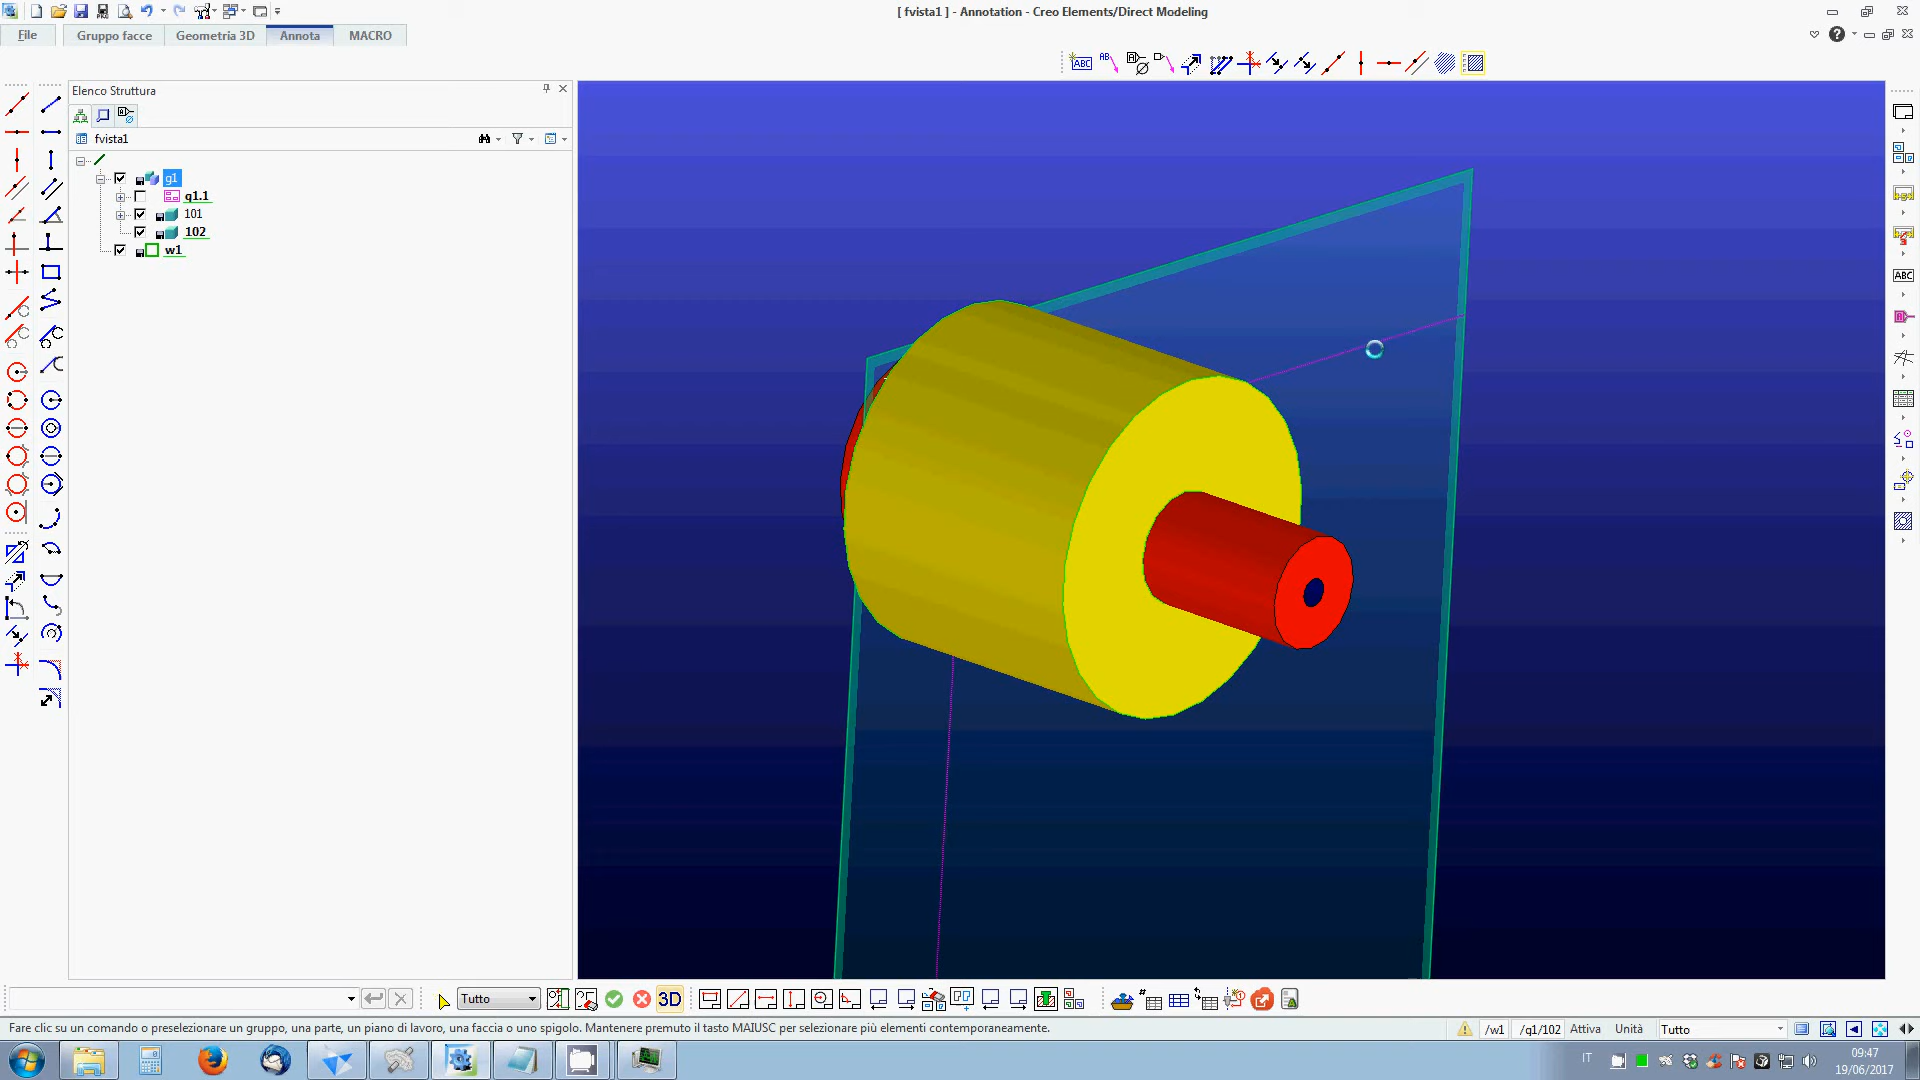 [ fvista1 ] - Annotation - Creo Elements/Direct Modeling
File
Gruppo facce
Geometria 3D
Annota
MACRO
Elenco Struttura
fvista1
g1
g1.1
101
102
w1
ABC
AB
ABC
Tutto
3D
Fare clic su un comando o preselezionare un gruppo, una parte, un piano di lavoro, una faccia o uno spigolo. Mantenere premuto il tasto MAIUSC per selezionare più elementi contemporaneamente.
/w1
/g1/102
Attiva
Unità
Tutto
IT
09:47
19/06/2017